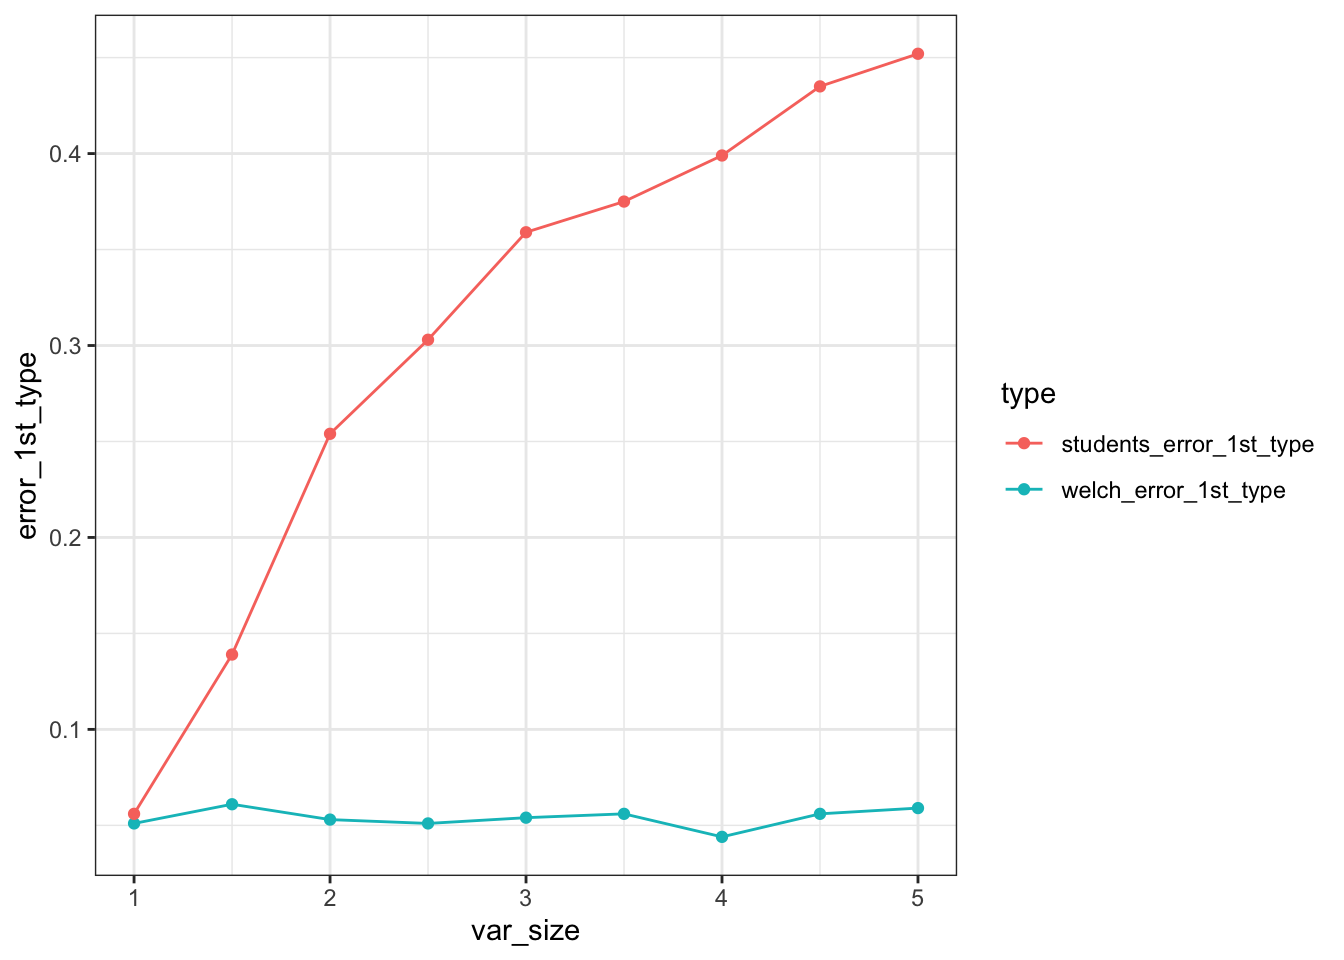 0.4
0.3
0.2
0.1
error_1st_type
1 2 3 4 5
var_size
type
students_error_1st_type
welch_error_1st_type